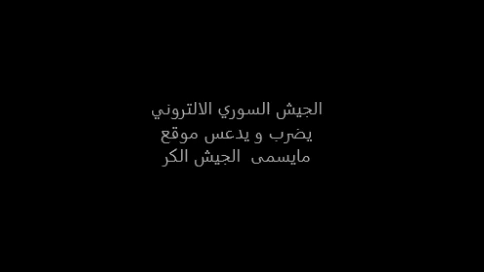 الجيش السوري الالتروني
يضرب و يدعس موقع
مايسمى الجيش الكر